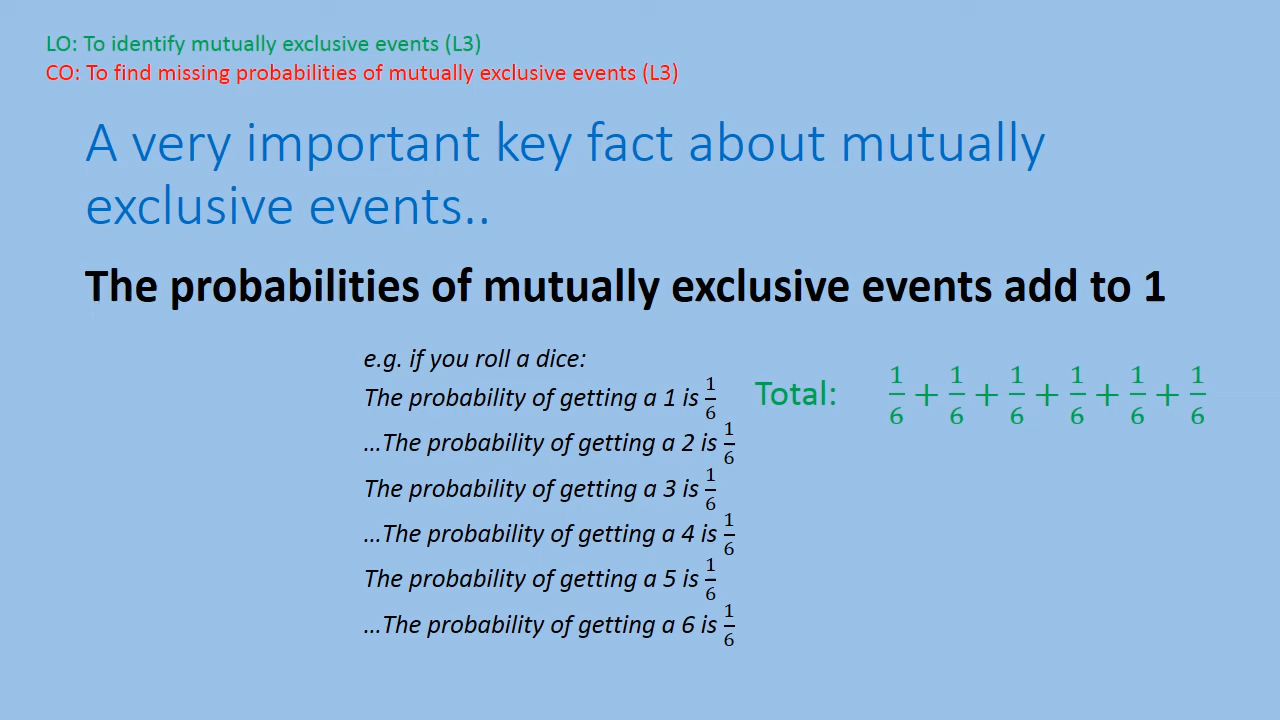 LO: To identify mutually exclusive events (L3)
CO: To find missing probabilities of mutually exclusive events (L3)
A very important key fact about mutually
exclusive events..
The probabilities of mutually exclusive events add to 1
e.g. if you roll a dice:
The probability of getting a 1 is 1/6
...The probability of getting a 2 is 1/6
The probability of getting a 3 is 1/6
...The probability of getting a 4 is 1/6
The probability of getting a 5 is 1/6
...The probability of getting a 6 is 1/6
Total: 1/6 + 1/6 + 1/6 + 1/6 + 1/6 + 1/6